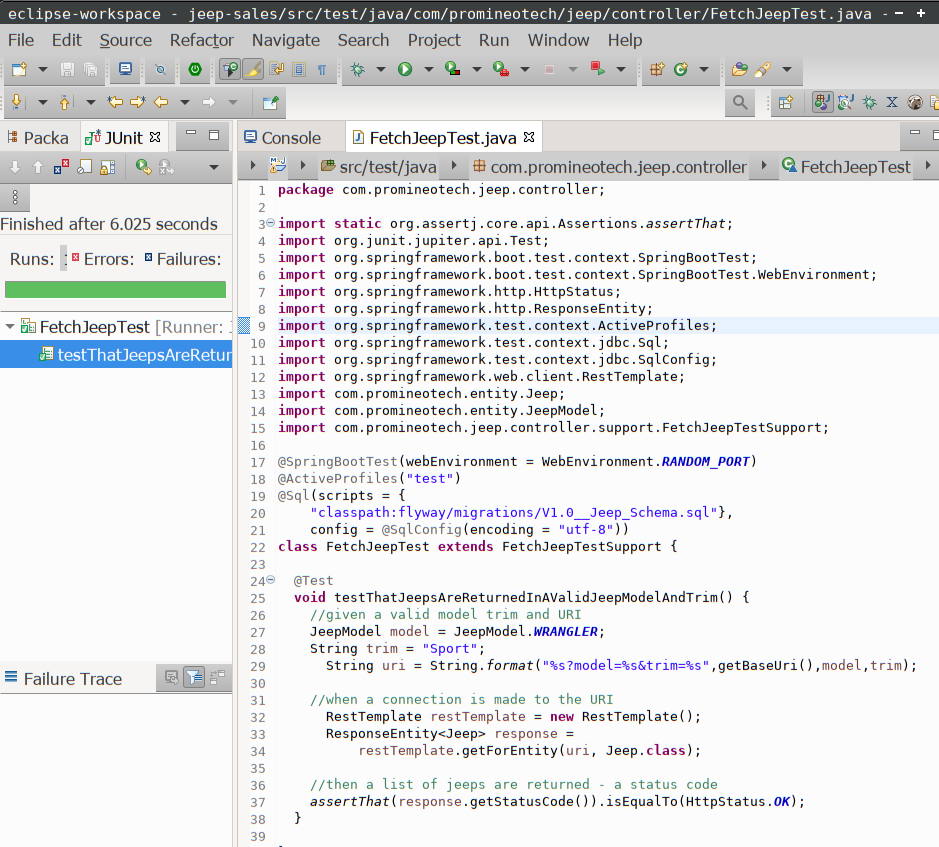 eclipse-workspace - jeep-sales/src/test/java/com/promineotech/jeep/controller/FetchJeepTest.java -
File Edit Source Refactor Navigate Search Project Run Window Help
Packa JUnit Console FetchJeepTest.java
src/test/java com.promineotech.jeep.controller FetchJeepTest
Finished after 6.025 seconds
Runs: Errors: Failures:
FetchJeepTest [Runner:
testThatJeepsAreRetur
Failure Trace
1 package com.promineotech.jeep.controller;
2
3 import static org.assertj.core.api.Assertions.assertThat;
4 import org.junit.jupiter.api.Test;
5 import org.springframework.boot.test.context.SpringBootTest;
6 import org.springframework.boot.test.context.SpringBootTest.WebEnvironment;
7 import org.springframework.http.HttpStatus;
8 import org.springframework.http.ResponseEntity;
9 import org.springframework.test.context.ActiveProfiles;
10 import org.springframework.test.context.jdbc.Sql;
11 import org.springframework.test.context.jdbc.SqlConfig;
12 import org.springframework.web.client.RestTemplate;
13 import com.promineotech.entity.Jeep;
14 import com.promineotech.entity.JeepModel;
15 import com.promineotech.jeep.controller.support.FetchJeepTestSupport;
16
17 @SpringBootTest(webEnvironment = WebEnvironment.RANDOM_PORT)
18 @ActiveProfiles("test")
19 @Sql(scripts = {
20     "classpath:flyway/migrations/V1.0__Jeep_Schema.sql"},
21     config = @SqlConfig(encoding = "utf-8"))
22 class FetchJeepTest extends FetchJeepTestSupport {
23
24   @Test
25   void testThatJeepsAreReturnedInAValidJeepModelAndTrim() {
26     //given a valid model trim and URI
27     JeepModel model = JeepModel.WRANGLER;
28     String trim = "Sport";
29       String uri = String.format("%s?model=%s&trim=%s",getBaseUri(),model,trim);
30
31     //when a connection is made to the URI
32       RestTemplate restTemplate = new RestTemplate();
33       ResponseEntity<Jeep> response =
34           restTemplate.getForEntity(uri, Jeep.class);
35
36     //then a list of jeeps are returned - a status code
37     assertThat(response.getStatusCode()).isEqualTo(HttpStatus.OK);
38   }
39